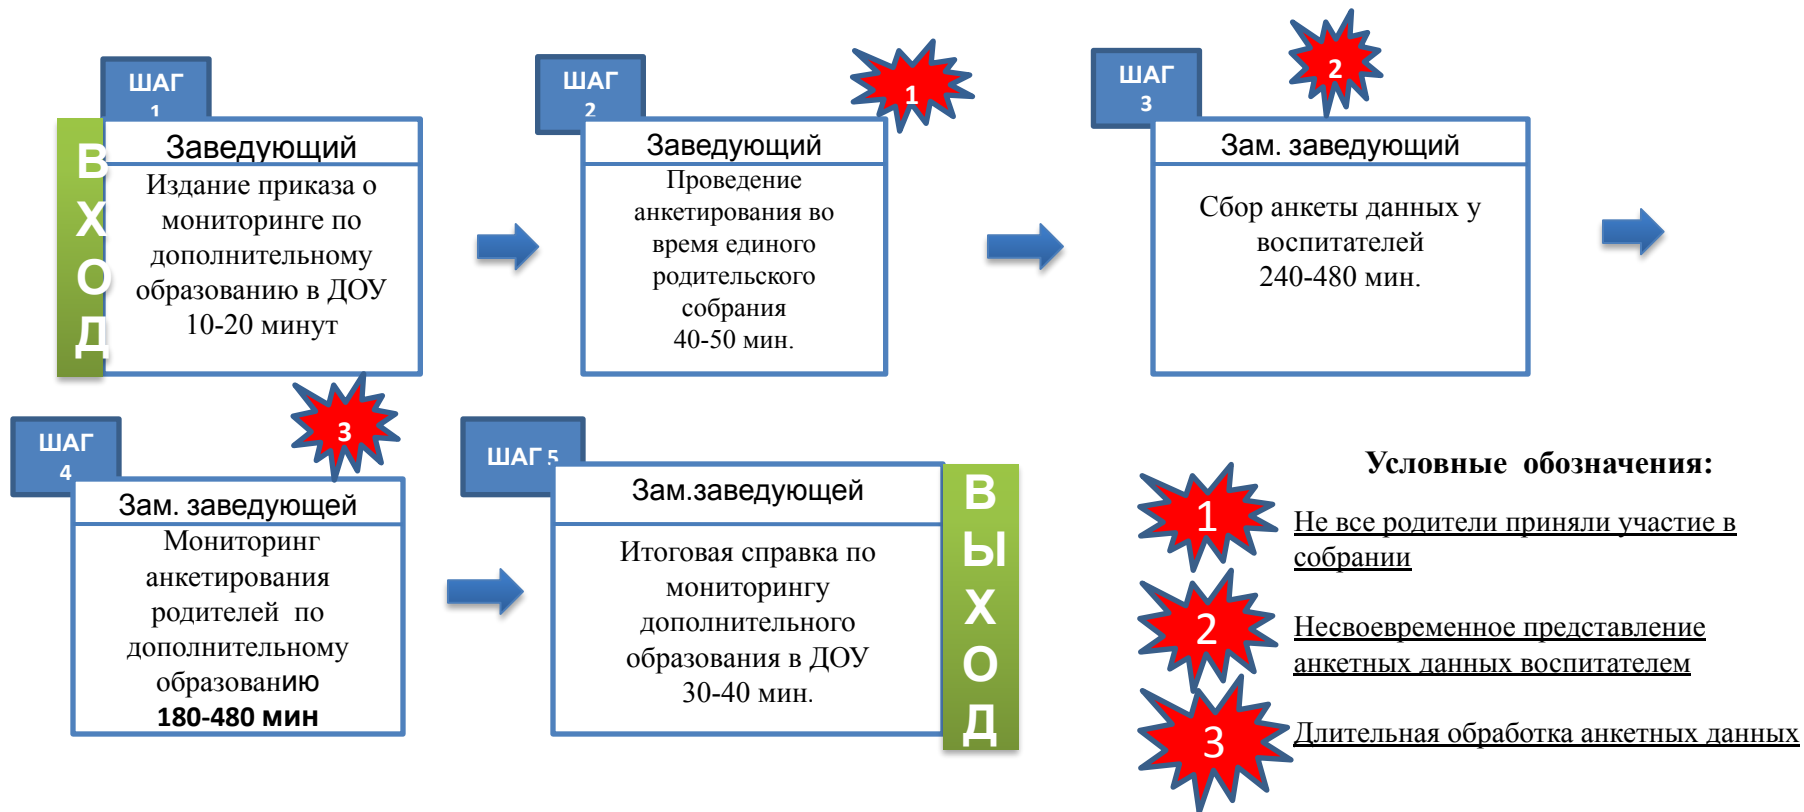 ШАГ
1
ВХОД
Заведующий
Издание приказа о
мониторинге по
дополнительному
образованию в ДОУ
10-20 минут
ШАГ
2
1
Заведующий
Проведение
анкетирования во
время единого
родительского
собрания
40-50 мин.
ШАГ
3
2
Зам. заведующий
Сбор анкеты данных у
воспитателей
240-480 мин.
ШАГ
4
3
Зам. заведующей
Мониторинг
анкетирования
родителей по
дополнительному
образованию
180-480 мин
ШАГ 5
Зам.заведующей
Итоговая справка по
мониторингу
дополнительного
образования в ДОУ
30-40 мин.
ВЫХОД
Условные обозначения:
1
Не все родители приняли участие в
собрании
2
Несвоевременное представление
анкетных данных воспитателем
3
Длительная обработка анкетных данных